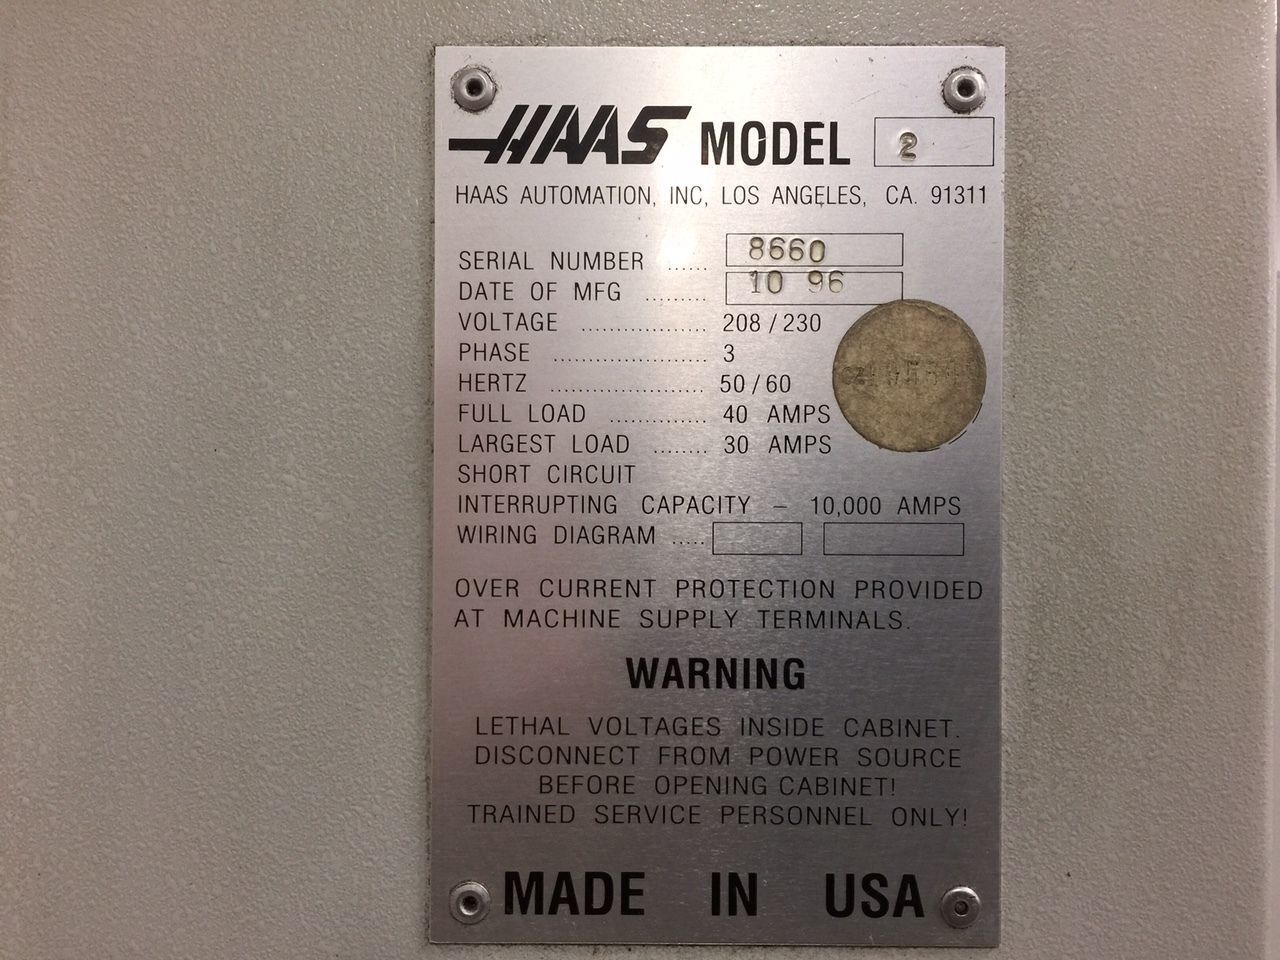 HAAS MODEL 2
HAAS AUTOMATION, INC, LOS ANGELES, CA. 91311
SERIAL NUMBER ...... 8660
DATE OF MFG ......... 10 96
VOLTAGE .................. 208/230
PHASE ...................... 3
HERTZ ...................... 50/60
FULL LOAD .............. 40 AMPS
LARGEST LOAD ........ 30 AMPS
SHORT CIRCUIT
INTERRUPTING CAPACITY – 10,000 AMPS
WIRING DIAGRAM .....
OVER CURRENT PROTECTION PROVIDED
AT MACHINE SUPPLY TERMINALS.
WARNING
LETHAL VOLTAGES INSIDE CABINET.
DISCONNECT FROM POWER SOURCE
BEFORE OPENING CABINET!
TRAINED SERVICE PERSONNEL ONLY!
MADE IN USA